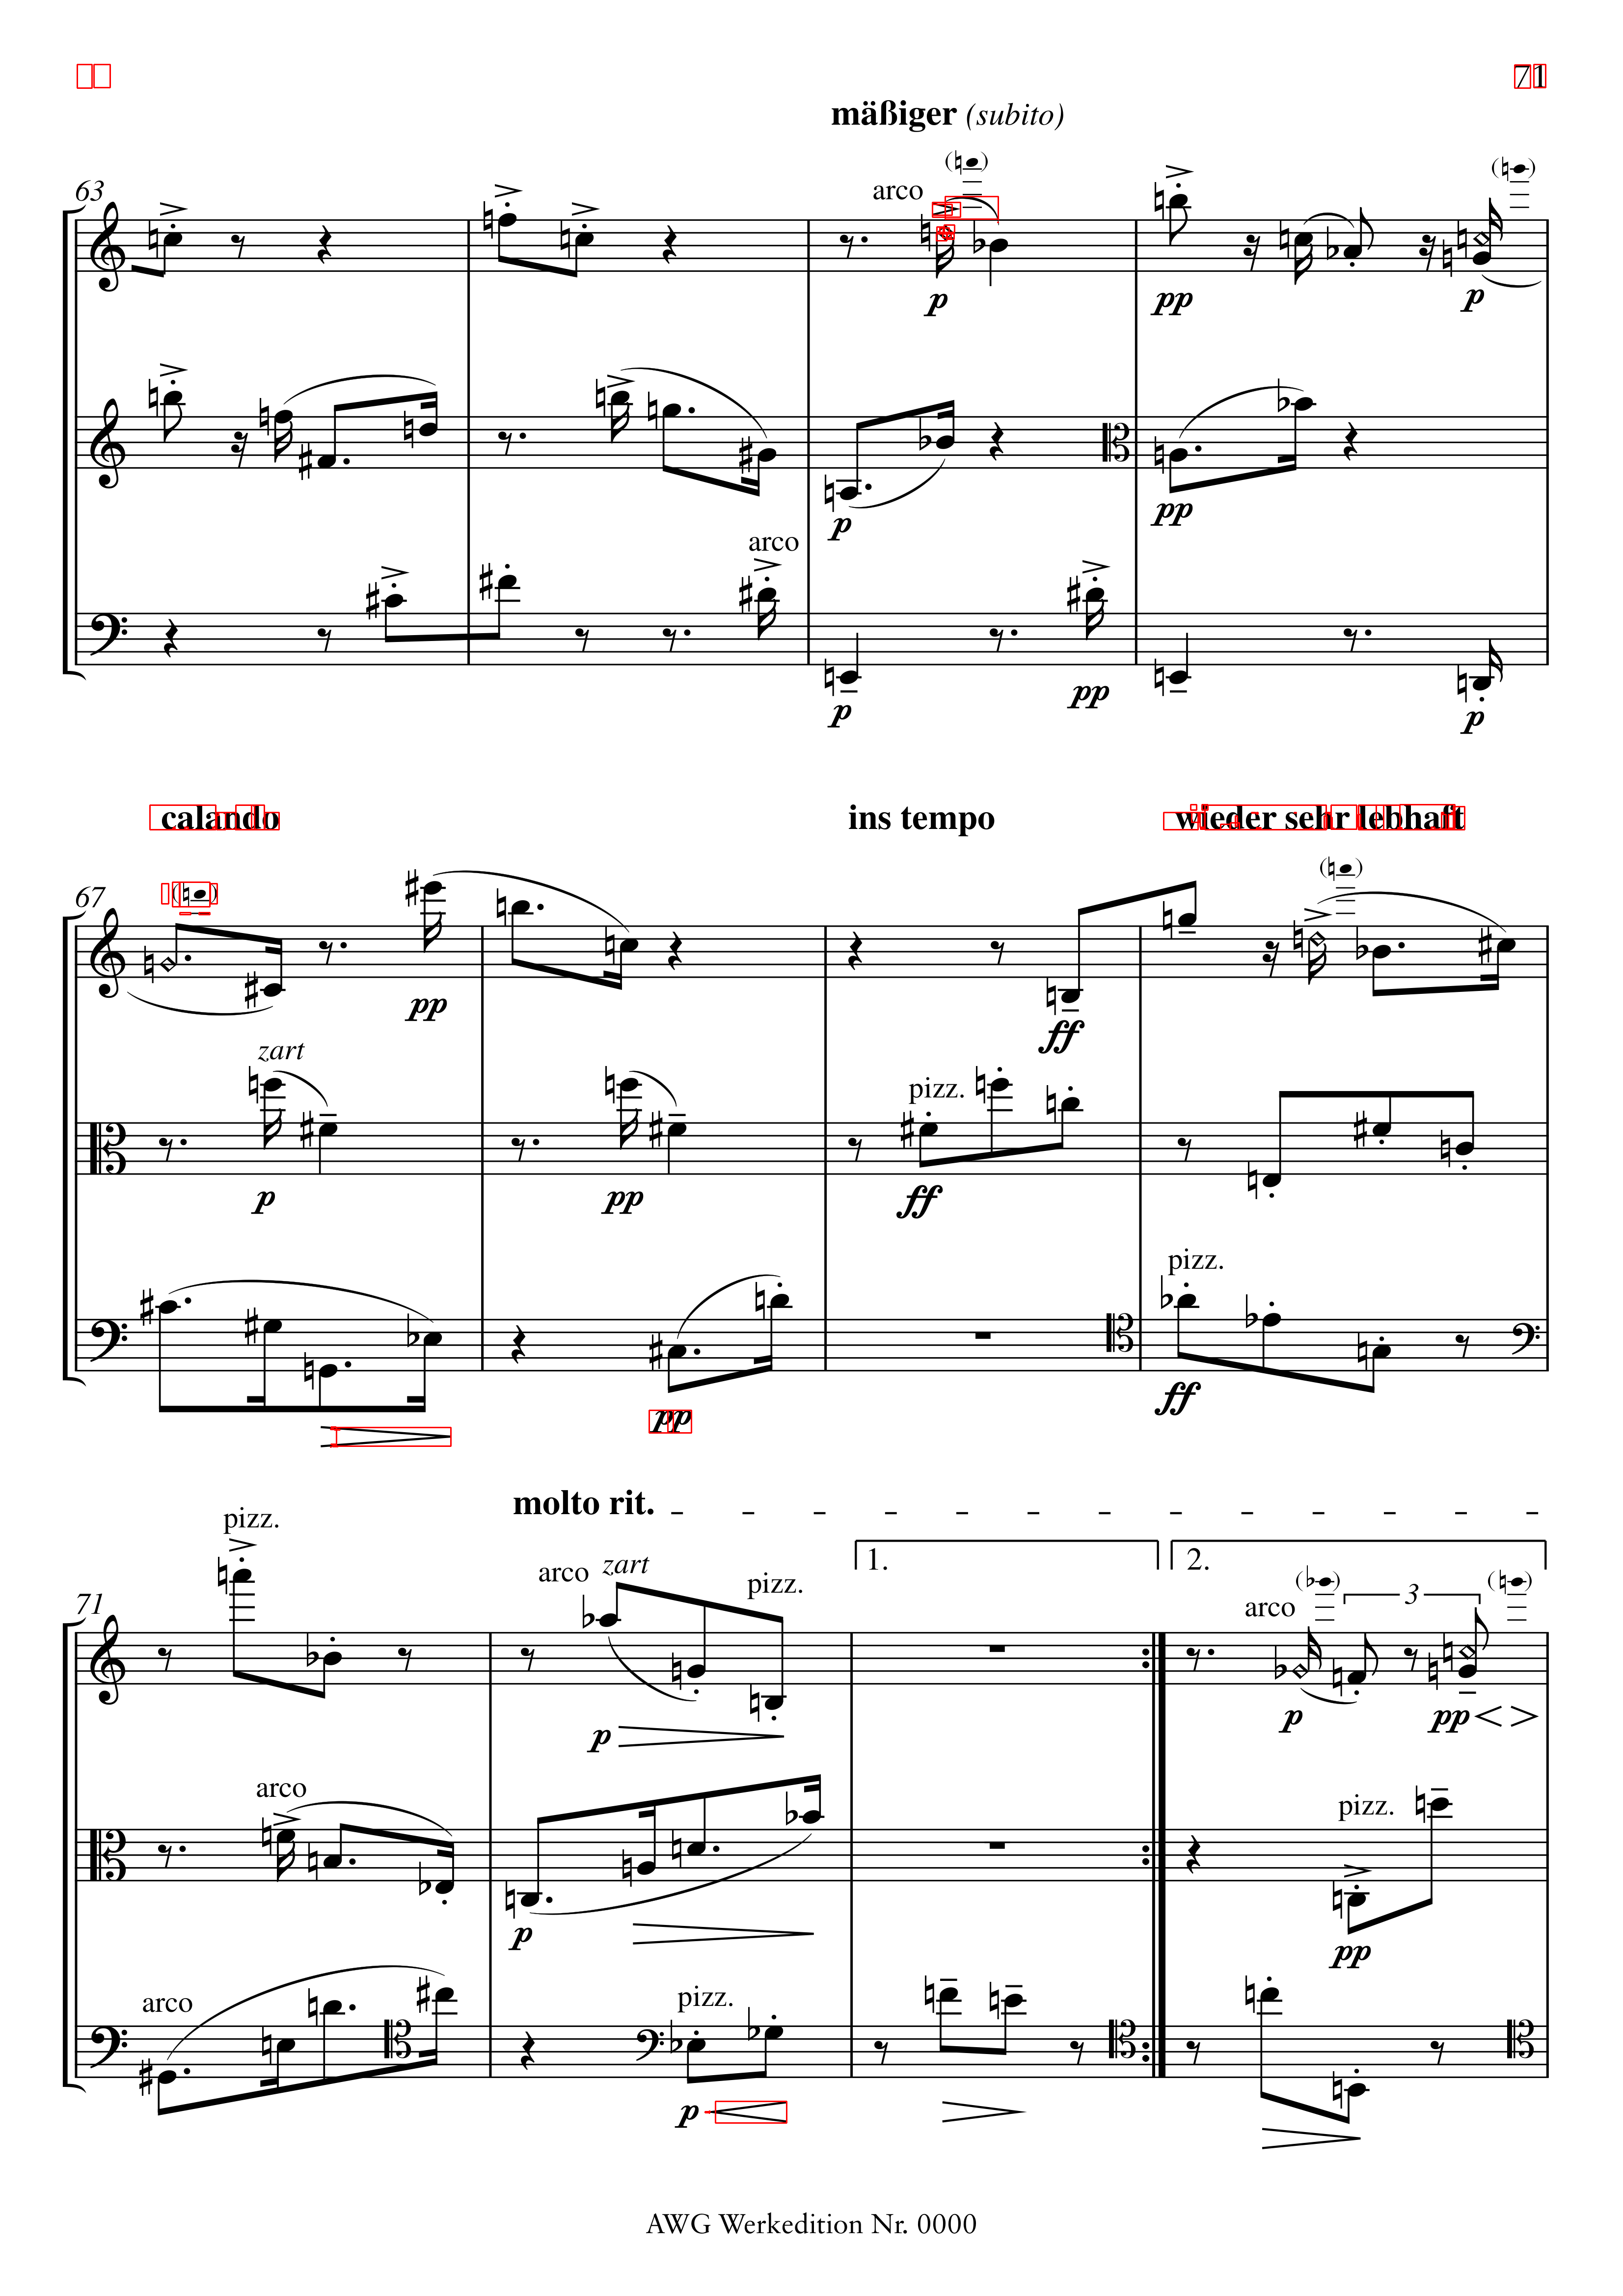 71
mäßiger (subito)
63
arco
p
pp
p
p
pp
arco
p
pp
p
calando
ins tempo
wieder sehr lebhaft
67
pp
ff
zart
pizz.
p
pp
ff
pizz.
pp
ff
molto rit.
pizz.
1.
2.
71
arco
zart
pizz.
arco
3
p
p
pp
arco
pizz.
p
pp
arco
pizz.
p
AWG Werkedition Nr. 0000